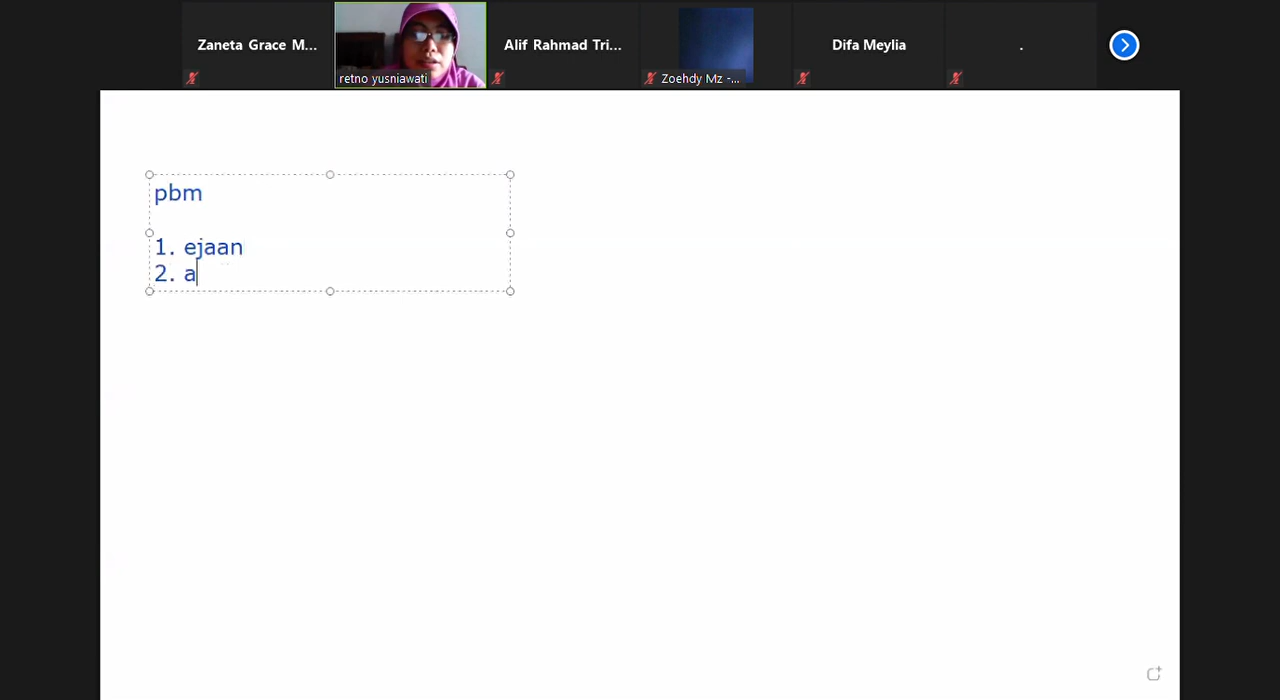 Zaneta Grace M...
retno yusniawati
Alif Rahmad Tri...
Zoehdy Mz -...
Difa Meylia
.
pbm
1. ejaan
2. a